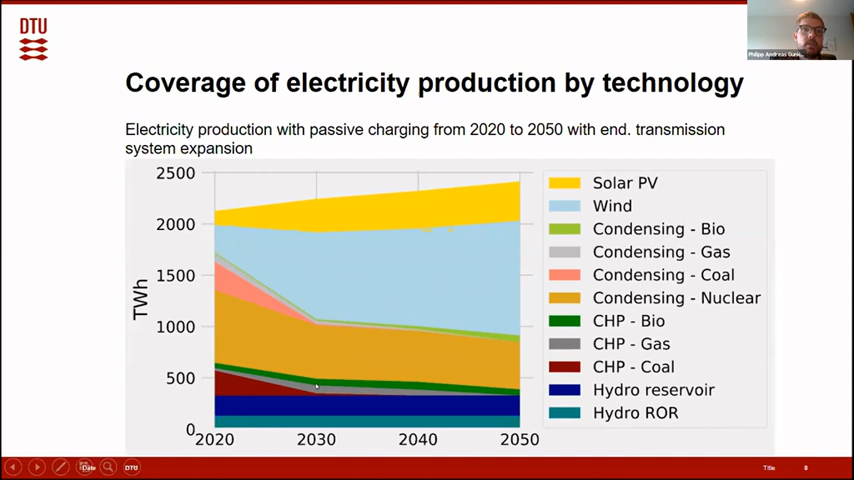 DTU
Philipp Andreas
Coverage of electricity production by technology
Electricity production with passive charging from 2020 to 2050 with end. transmission
system expansion
2500
2000
1500
1000
500
0
TWh
2020
2030
2040
2050
Solar PV
Wind
Condensing - Bio
Condensing - Gas
Condensing - Coal
Condensing - Nuclear
CHP - Bio
CHP - Gas
CHP - Coal
Hydro reservoir
Hydro ROR
Date
DTU
Title
8